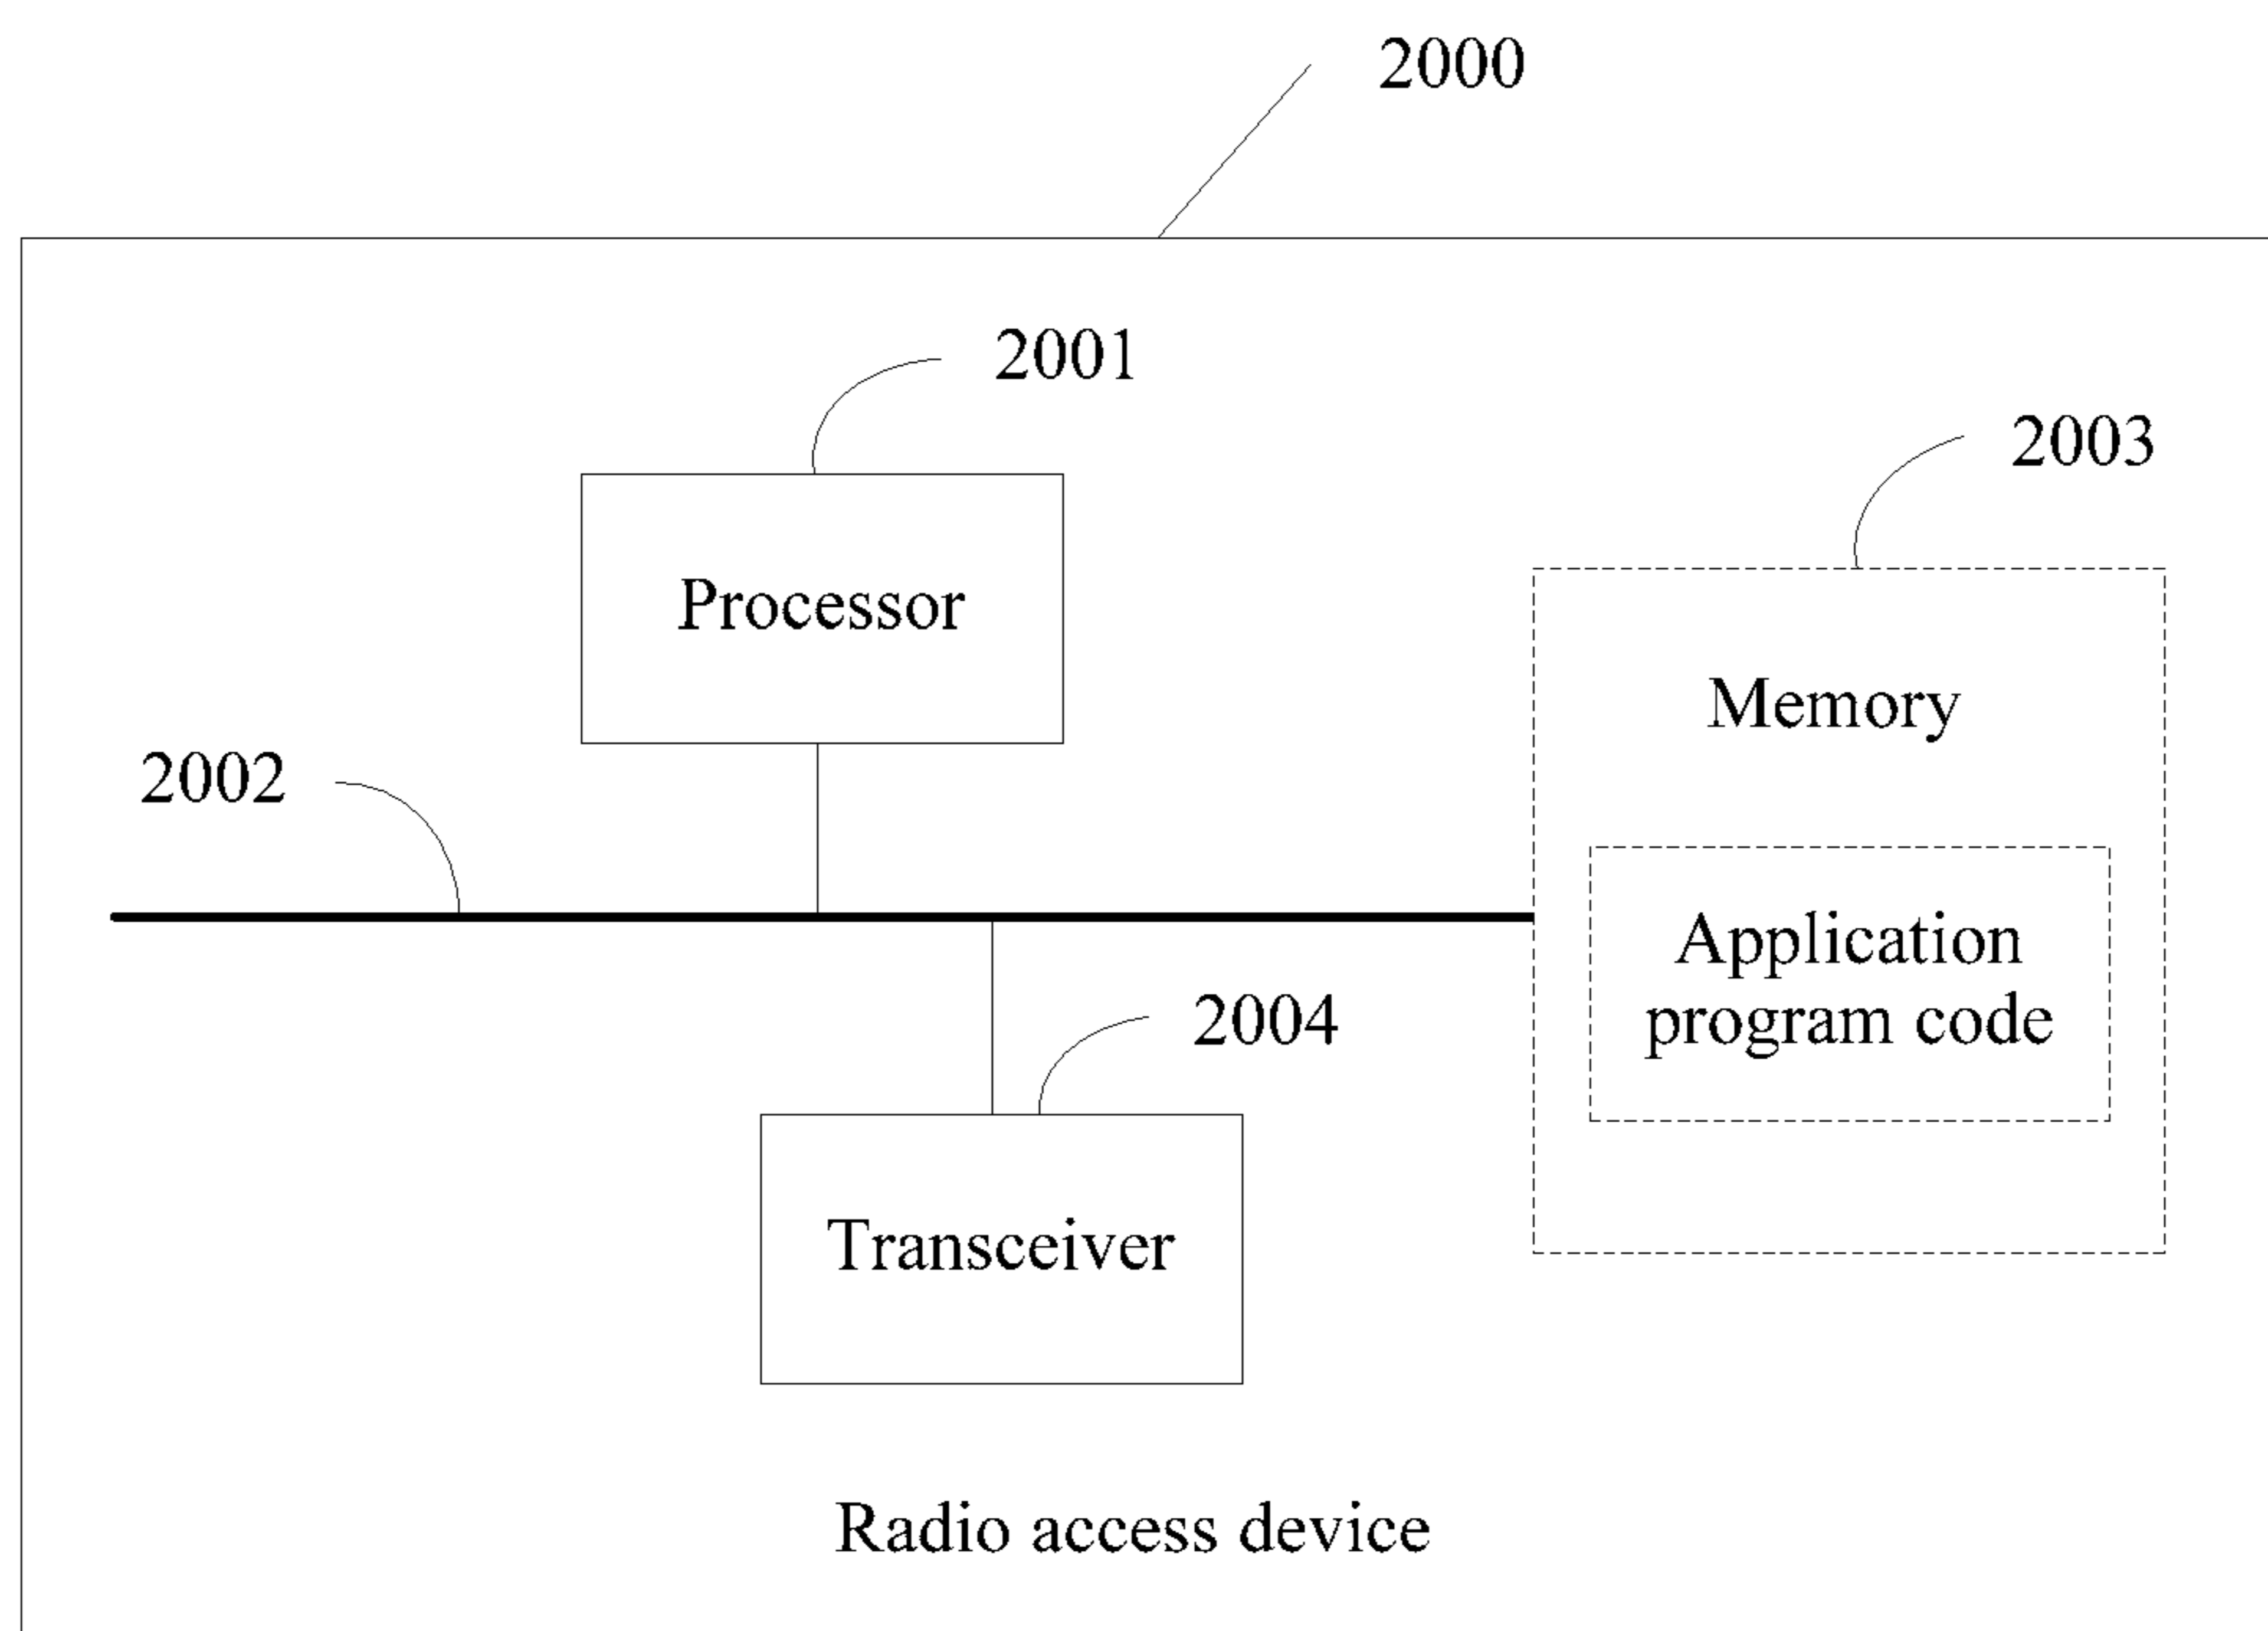 2000
2001
2003
Processor
Memory
2002
Application
program code
2004
Transceiver
Radio access device